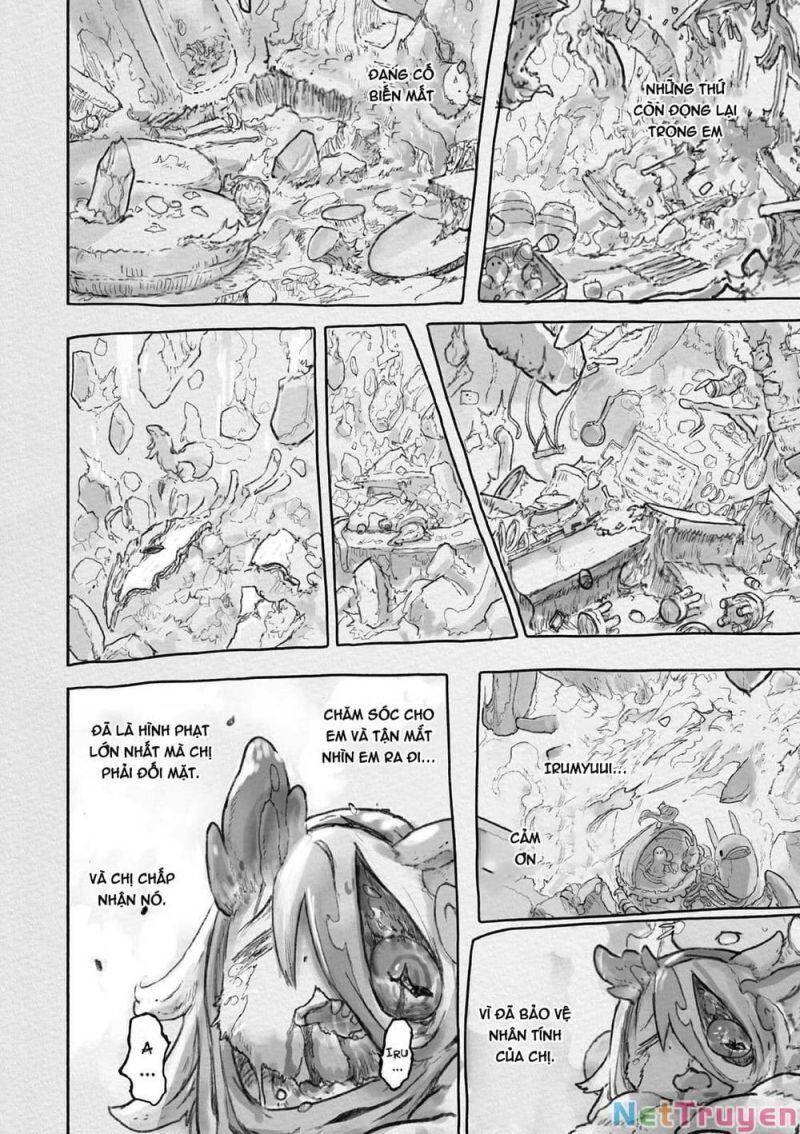 NHỮNG THỨ
CÒN ĐỌNG LẠI
TRONG EM
ĐANG CỐ
BIẾN MẤT
IRUMYUUI...
CẢM
ƠN
VÌ ĐÃ BẢO VỆ
NHÂN TÍNH
CỦA CHỊ.
CHĂM SÓC CHO
EM VÀ TẬN MẮT
NHÌN EM RA ĐI...
ĐÃ LÀ HÌNH PHẠT
LỚN NHẤT MÀ CHỊ
PHẢI ĐỐI MẶT.
VÀ CHỊ CHẤP
NHẬN NÓ.
IRU
...
A
...
NetTruyen